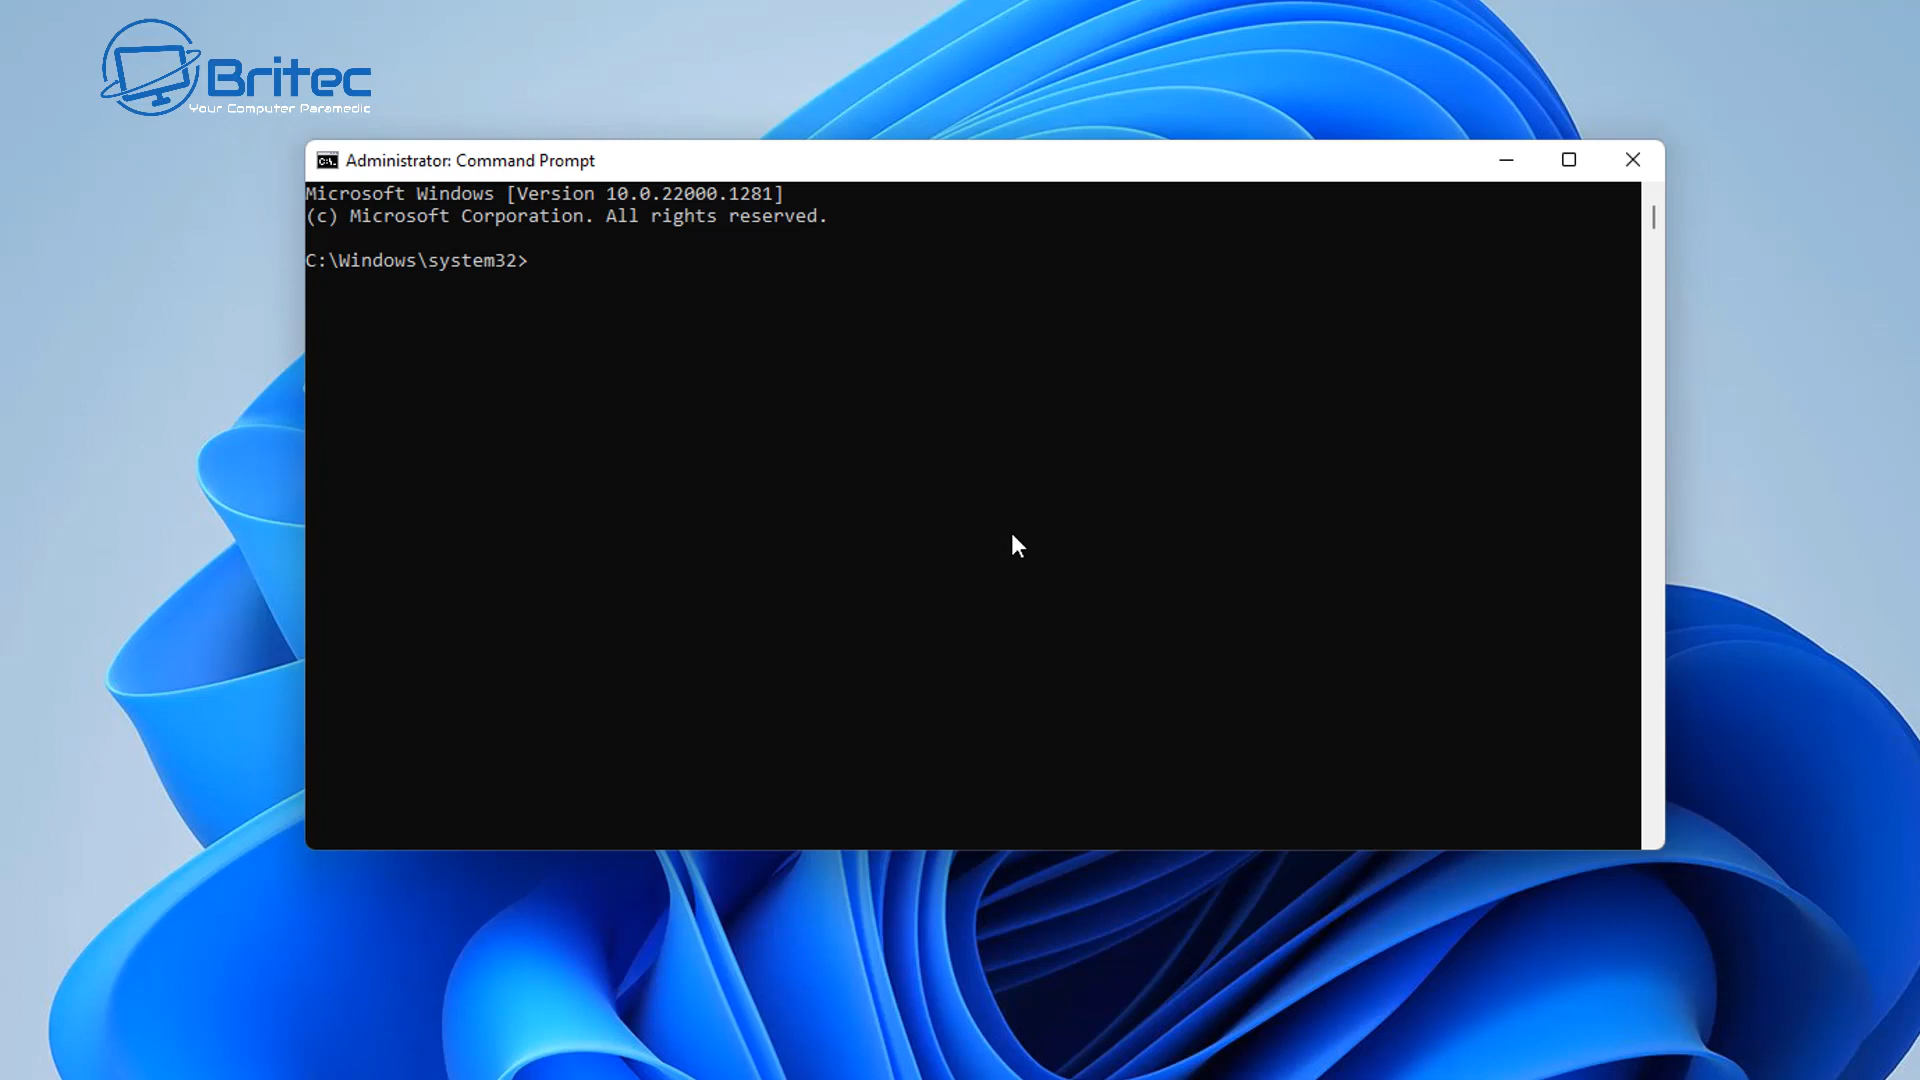 Britec
Your Computer Paramedic
Administrator: Command Prompt
Microsoft Windows [Version 10.0.22000.1281]
(c) Microsoft Corporation. All rights reserved.
C:\Windows\system32>